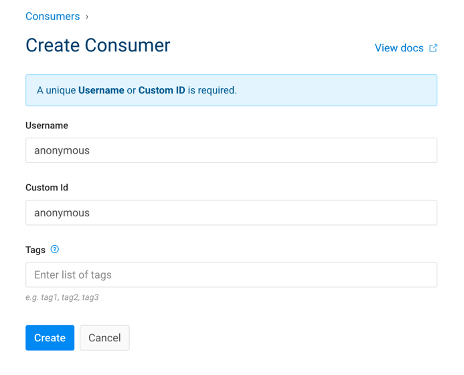 Consumers ›
Create Consumer
View docs
A unique Username or Custom ID is required.
Username
anonymous
Custom Id
anonymous
Tags
Enter list of tags
e.g. tag1, tag2, tag3
Create Cancel